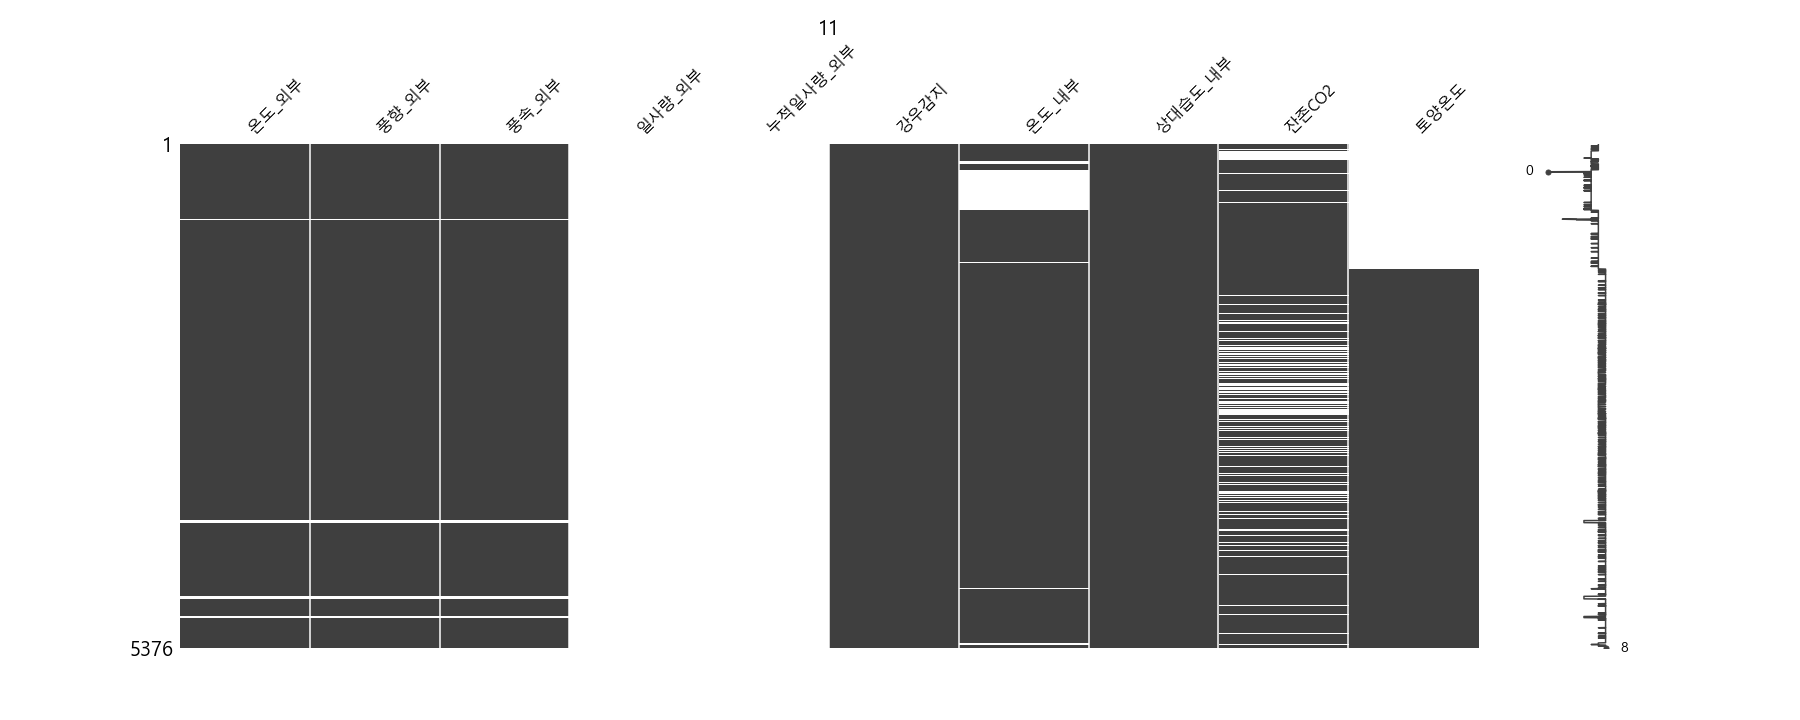 11
온도_외부
풍향_외부
풍속_외부
일사량_외부
누적일사량_외부
강우감지
온도_내부
상대습도_내부
잔존CO2
토양온도
1
0
5376
8